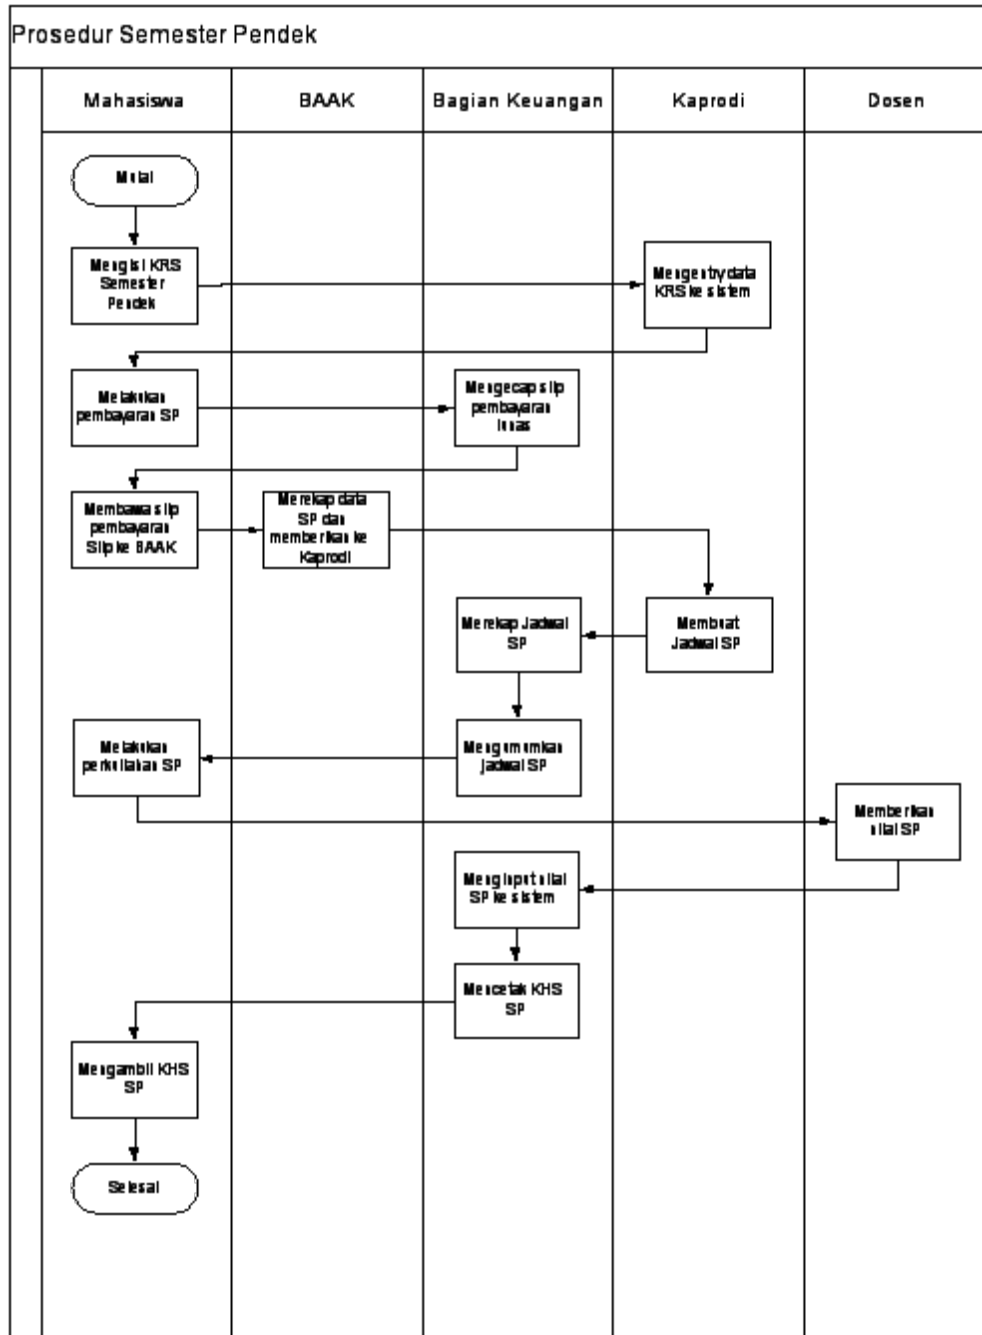 Prosedur Semester Pendek
Mahasiswa
BAAK
Bagian Keuangan
Kaprodi
Dosen
Mulai
Mengisi KRS
Semester
Pendek
Mengentry data
KRS ke sistem
Melakukan
pembayaran SP
Mengecap slip
pembayaran
lunas
Membawa slip
pembayaran
Slip ke BAAK
Merekap data
SP dan
memberikan ke
Kaprodi
Membuat
Jadwal SP
Merekap Jadwal
SP
Mengumumkan
jadwal SP
Melakukan
perkuliahan SP
Memberikan
nilai SP
Menginput nilai
SP ke sistem
Mencetak KHS
SP
Mengambil KHS
SP
Selesai